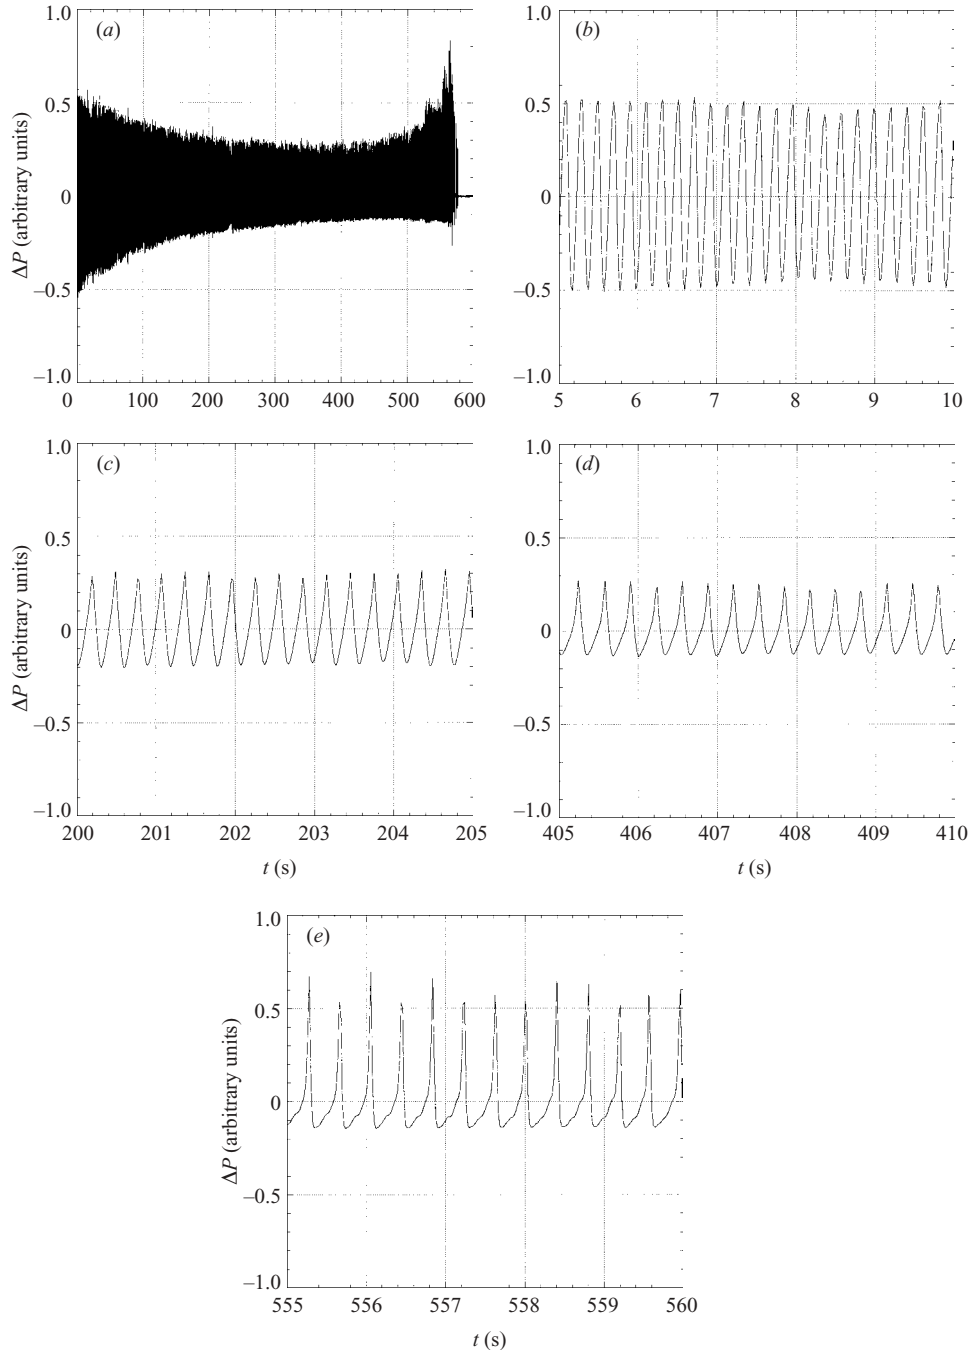 (a)
1.0
0.5
0
–0.5
–1.0
ΔP (arbitrary units)
0 100 200 300 400 500 600
(b)
1.0
0.5
0
–0.5
–1.0
5 6 7 8 9 10
(c)
1.0
0.5
0
–0.5
–1.0
ΔP (arbitrary units)
200 201 202 203 204 205
t (s)
(d)
1.0
0.5
0
–0.5
–1.0
405 406 407 408 409 410
t (s)
(e)
1.0
0.5
0
–0.5
–1.0
ΔP (arbitrary units)
555 556 557 558 559 560
t (s)